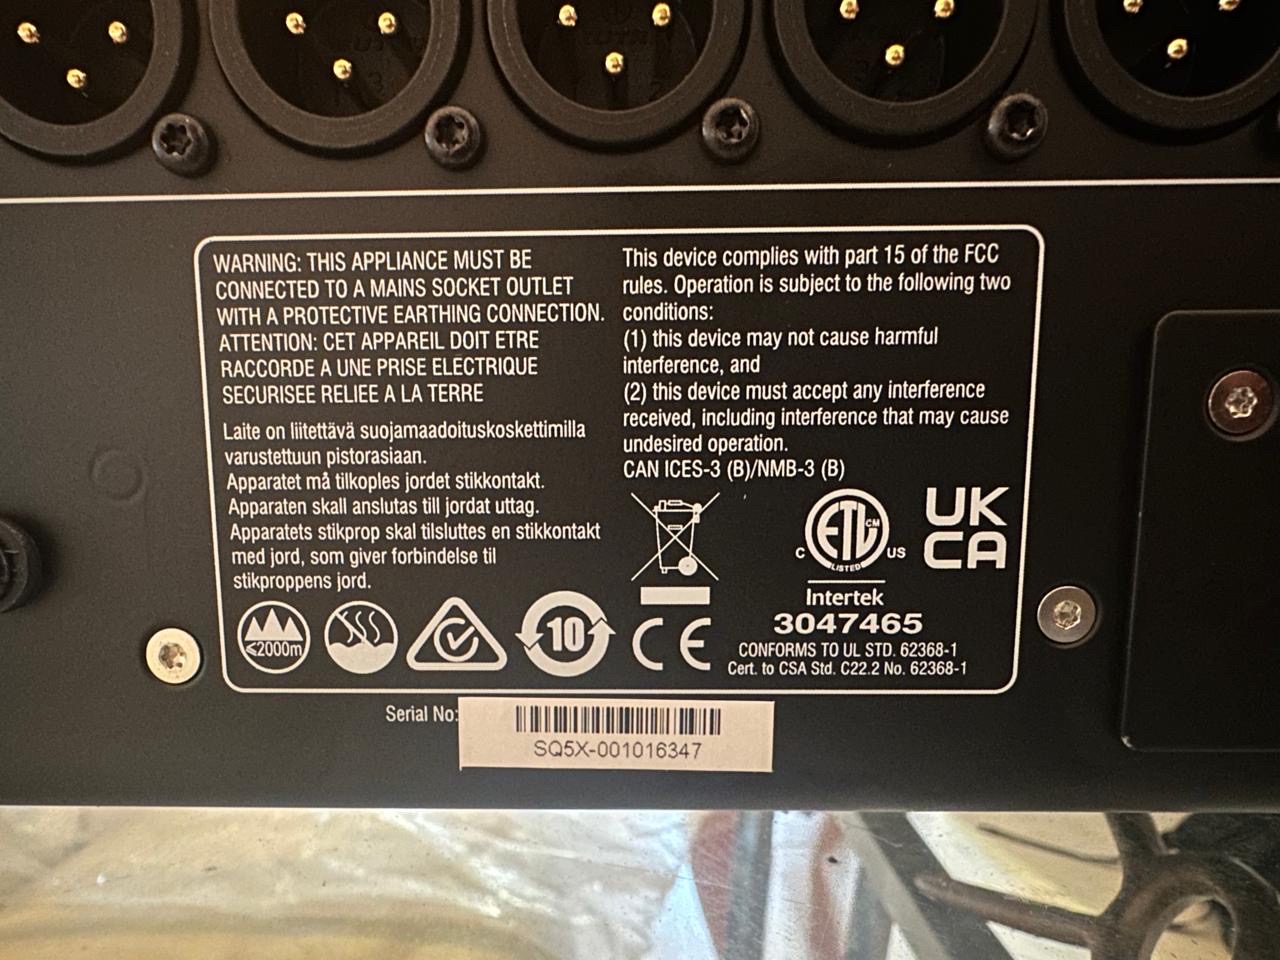 WARNING: THIS APPLIANCE MUST BE
CONNECTED TO A MAINS SOCKET OUTLET
WITH A PROTECTIVE EARTHING CONNECTION.
ATTENTION: CET APPAREIL DOIT ETRE
RACCORDE A UNE PRISE ELECTRIQUE
SECURISEE RELIEE A LA TERRE
Laite on liitettävä suojamaadoituskoskettimilla
varustettuun pistorasiaan.
Apparatet må tilkoples jordet stikkontakt.
Apparaten skall anslutas till jordat uttag.
Apparatets stikprop skal tilsluttes en stikkontakt
med jord, som giver forbindelse til
stikproppens jord.
≤2000m
10
This device complies with part 15 of the FCC
rules. Operation is subject to the following two
conditions:
(1) this device may not cause harmful
interference, and
(2) this device must accept any interference
received, including interference that may cause
undesired operation.
CAN ICES-3 (B)/NMB-3 (B)
CE
C ETL CM US
LISTED
Intertek
3047465
CONFORMS TO UL STD. 62368-1
Cert. to CSA Std. C22.2 No. 62368-1
UK
CA
Serial No:
SQ5X-001016347